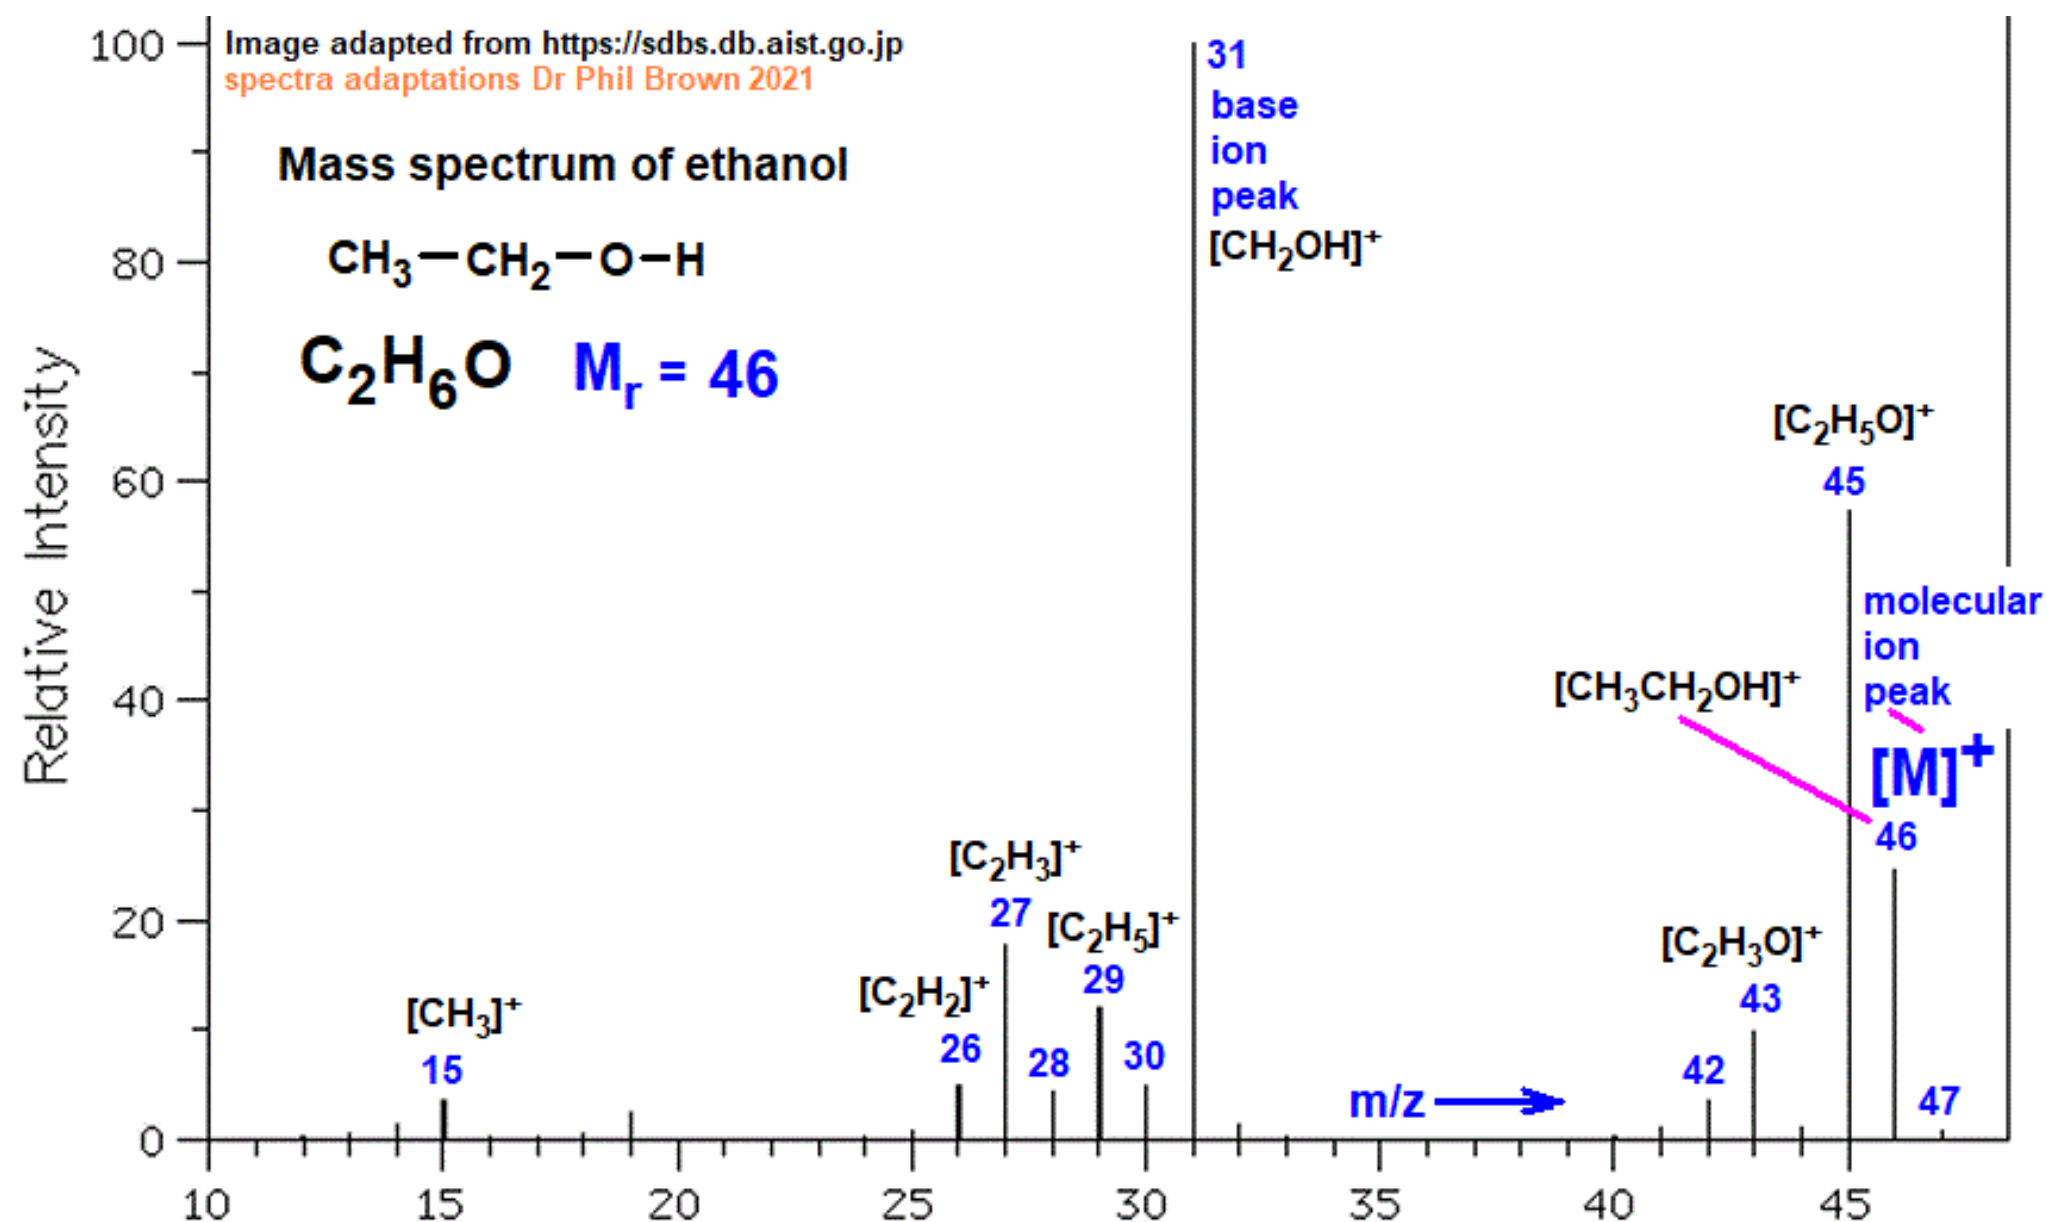 Image adapted from https://sdbs.db.aist.go.jp
spectra adaptations Dr Phil Brown 2021
Mass spectrum of ethanol
CH₃—CH₂—O—H
C₂H₆O Mᵣ = 46
Relative Intensity
100
80
60
40
20
0
[CH₃]⁺
15
[C₂H₂]⁺
26
[C₂H₃]⁺
27
28
[C₂H₅]⁺
29
30
31
base
ion
peak
[CH₂OH]⁺
m/z
42
[C₂H₃O]⁺
43
[C₂H₅O]⁺
45
[CH₃CH₂OH]⁺
molecular
ion
peak
[M]⁺
46
47
10 15 20 25 30 35 40 45